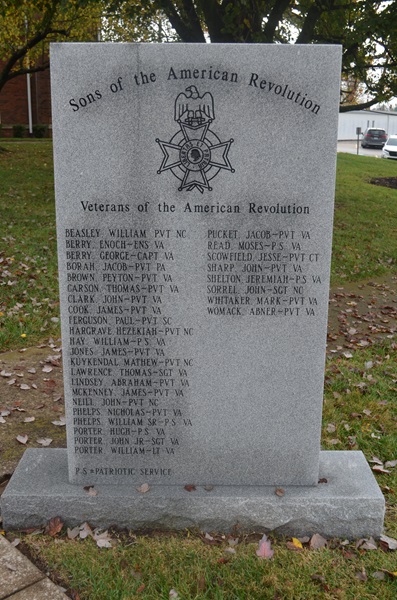 Sons of the American Revolution
Veterans of the American Revolution
BEASLEY, WILLIAM PVT NC
BERRY, ENOCH-ENS VA
BERRY, GEORGE-CAPT VA
BORAH, JACOB-PVT PA
BROWN, PEYTON-PVT VA
CARSON, THOMAS-PVT VA
CLARK, JOHN-PVT VA
COOK, JAMES-PVT VA
FERGUSON, PAUL-PVT SC
HARGRAVE HEZEKIAH-PVT NC
HAY, WILLIAM-P.S. VA
JONES, JAMES-PVT VA
KUYKENDAL, MATHEW-PVT NC
LAWRENCE, THOMAS-SGT VA
LINDSEY, ABRAHAM-PVT VA
MCKENNEY, JAMES-PVT VA
NEILL, JOHN-PVT NC
PHELPS, NICHOLAS-PVT VA
PHELPS, WILLIAM SR-P.S VA
PORTER, HUGH-P.S. VA
PORTER, JOHN JR-SGT VA
PORTER, WILLIAM-LT VA
P.S.=PATRIOTIC SERVICE
PUCKET, JACOB-PVT VA
READ, MOSES-P.S. VA
SCOWFIELD, JESSE-PVT CT
SHARP, JOHN-PVT VA
SHELTON, JEREMIAH-P.S VA
SORREL, JOHN-SGT NC
WHITAKER, MARK-PVT VA
WOMACK, ABNER-PVT VA